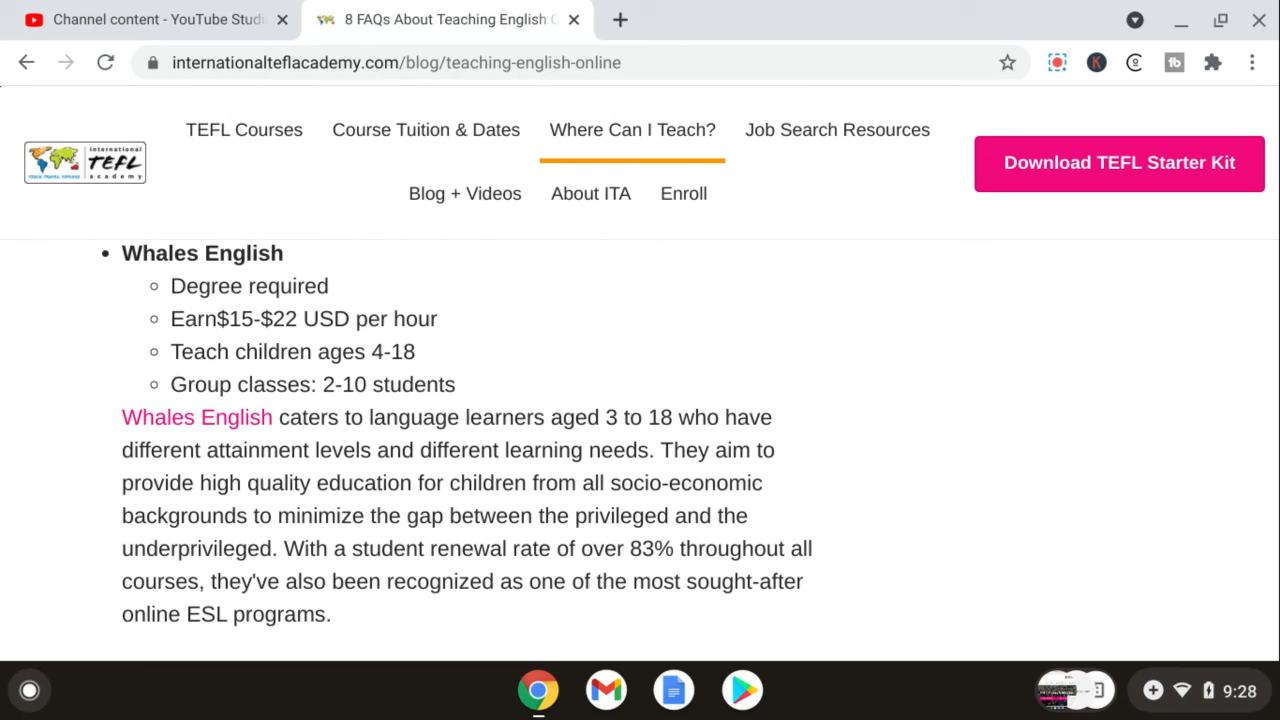 Channel content - YouTube Studi
8 FAQs About Teaching English O
internationalteflacademy.com/blog/teaching-english-online
TEFL Courses
Course Tuition & Dates
Where Can I Teach?
Job Search Resources
international
TEFL
academy
Download TEFL Starter Kit
Blog + Videos
About ITA
Enroll
• Whales English
◦ Degree required
◦ Earn$15-$22 USD per hour
◦ Teach children ages 4-18
◦ Group classes: 2-10 students
Whales English caters to language learners aged 3 to 18 who have
different attainment levels and different learning needs. They aim to
provide high quality education for children from all socio-economic
backgrounds to minimize the gap between the privileged and the
underprivileged. With a student renewal rate of over 83% throughout all
courses, they've also been recognized as one of the most sought-after
online ESL programs.
9:28